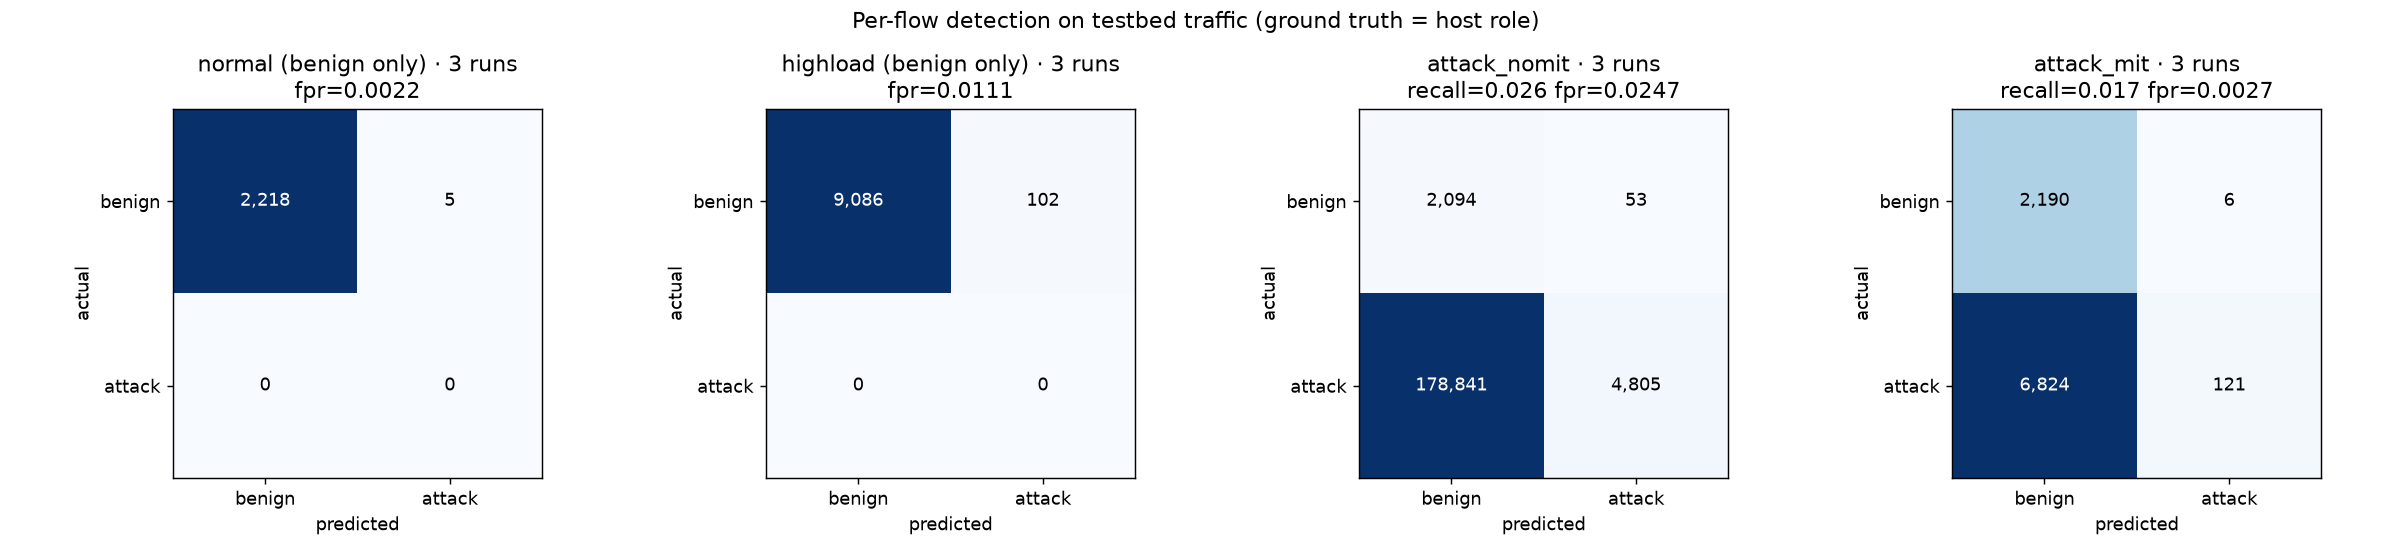 Per-flow detection on testbed traffic (ground truth = host role)
normal (benign only) · 3 runs
fpr=0.0022
benign
2,218
5
actual
attack
0
0
benign
attack
predicted
highload (benign only) · 3 runs
fpr=0.0111
benign
9,086
102
actual
attack
0
0
benign
attack
predicted
attack_nomit · 3 runs
recall=0.026 fpr=0.0247
benign
2,094
53
actual
attack
178,841
4,805
benign
attack
predicted
attack_mit · 3 runs
recall=0.017 fpr=0.0027
benign
2,190
6
actual
attack
6,824
121
benign
attack
predicted